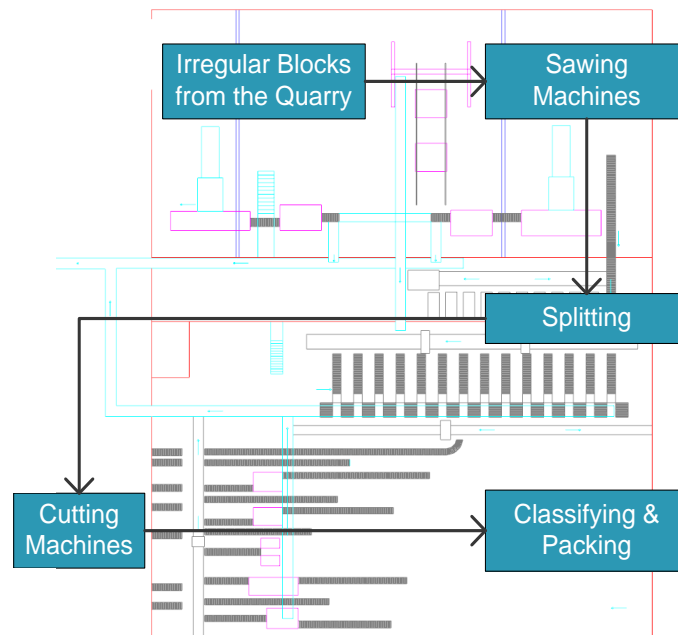 Irregular Blocks
from the Quarry
Sawing
Machines
Splitting
Cutting
Machines
Classifying &
Packing